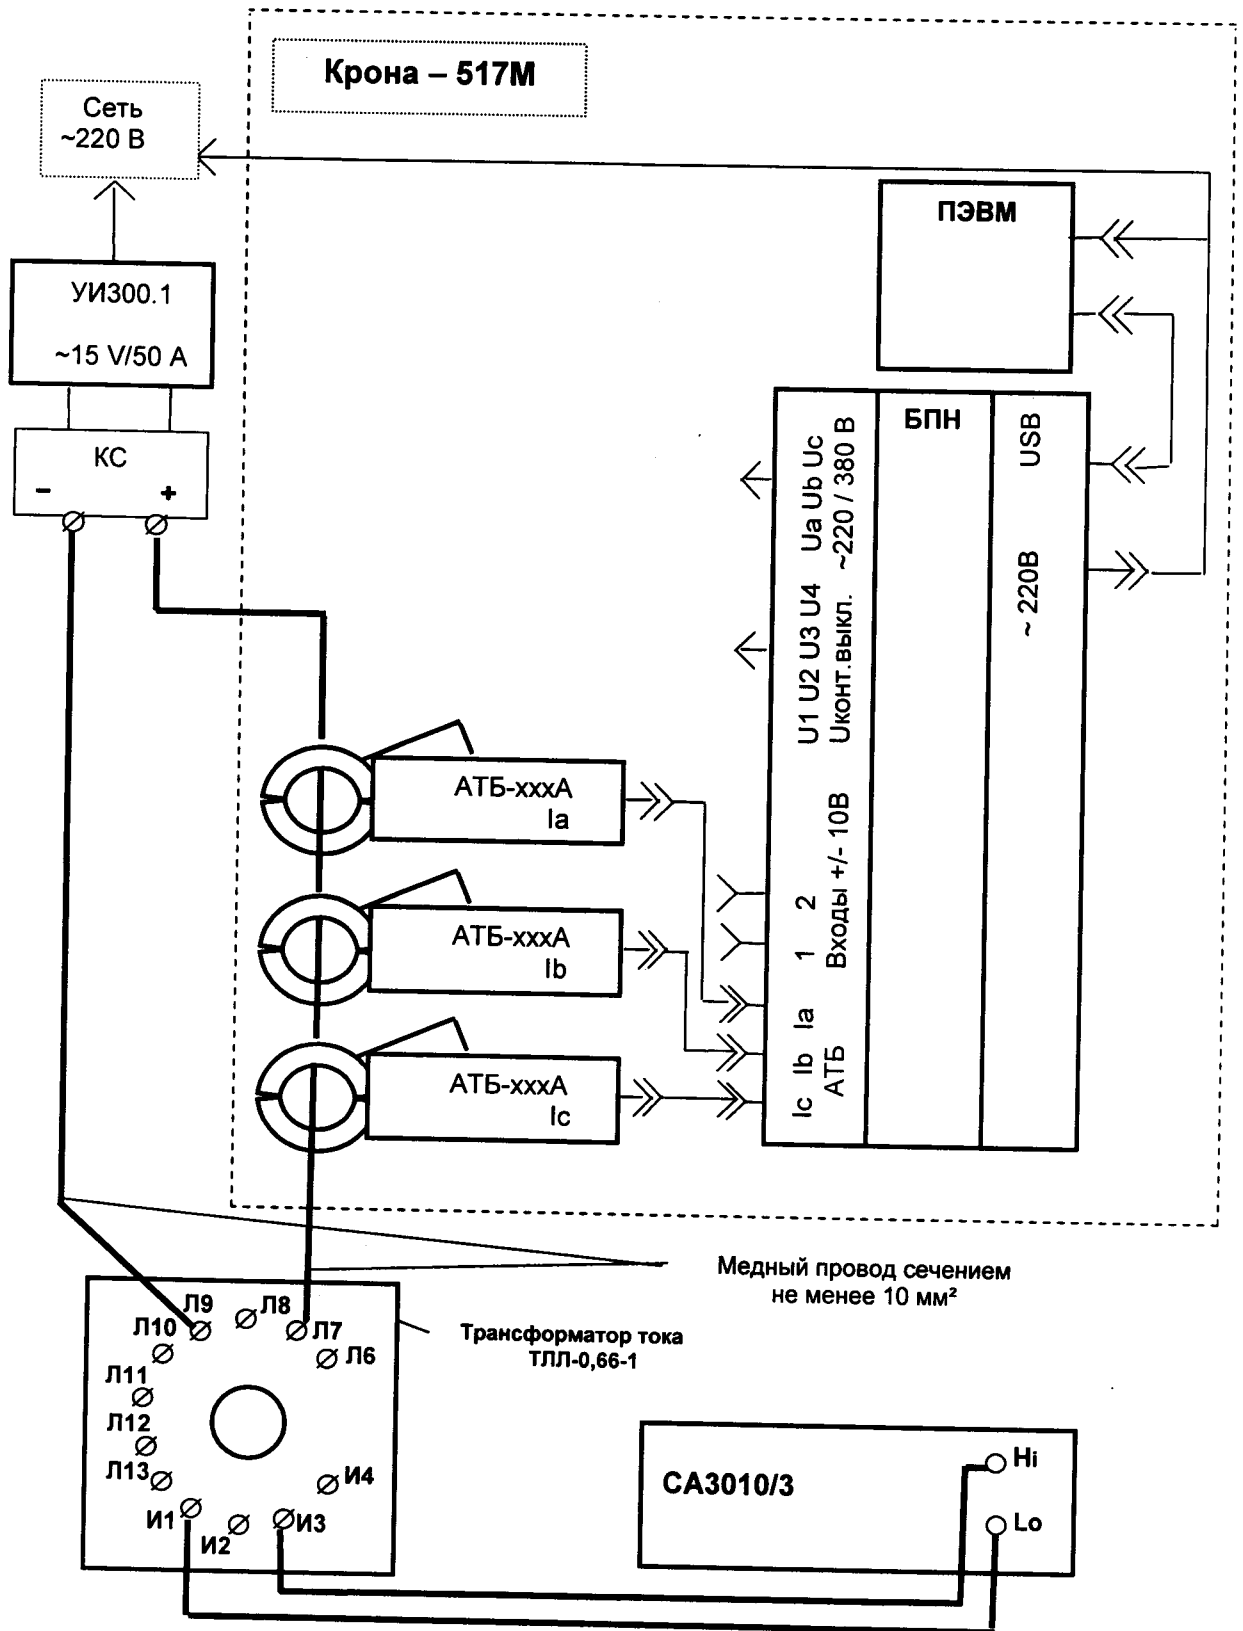 Крона – 517М
Сеть
~220 В
ПЭВМ
УИ300.1
~15 V/50 А
КС
-
+
БПН
Ua Ub Uc
~220 / 380 В
U1 U2 U3 U4
Uконт.выкл.
1 2
Входы +/- 10В
Ic Ib Ia
АТБ
USB
~ 220В
АТБ-хххА
Ia
АТБ-хххА
Ib
АТБ-хххА
Ic
Медный провод сечением
не менее 10 мм²
Трансформатор тока
ТЛЛ-0,66-1
Л9
Л8
Л10
Л7
Л6
Л11
Л12
Л13
И4
И1
И3
И2
СА3010/3
Hi
Lo